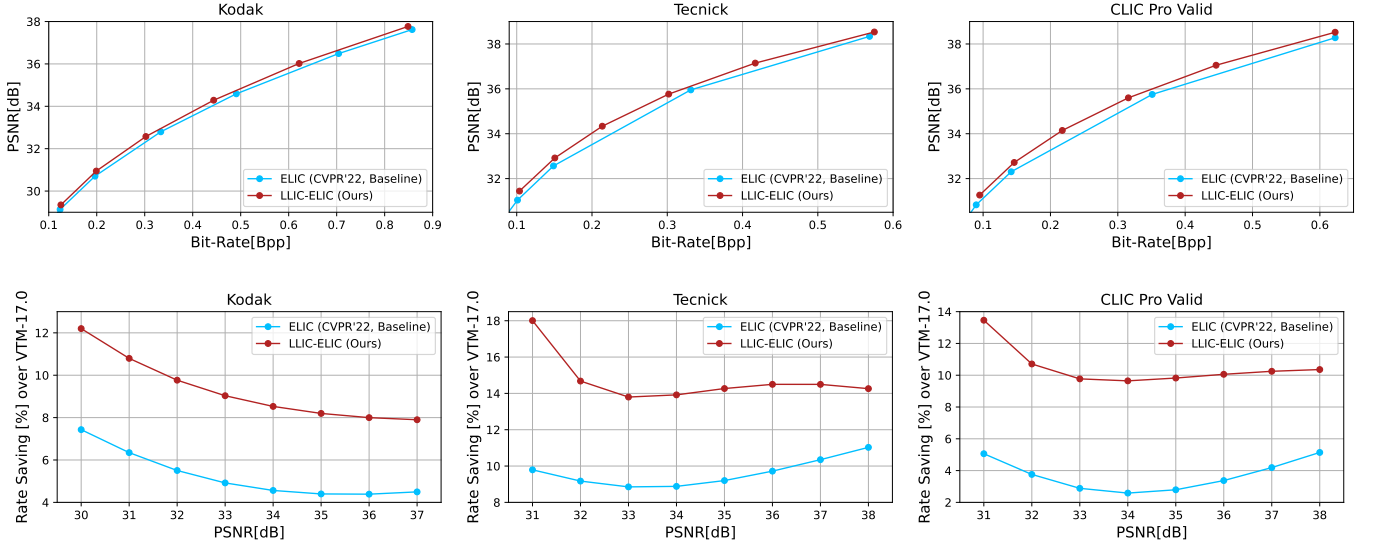 Kodak
PSNR[dB]
38
36
34
32
30
ELIC (CVPR'22, Baseline)
LLIC-ELIC (Ours)
0.1 0.2 0.3 0.4 0.5 0.6 0.7 0.8 0.9
Bit-Rate[Bpp]
Tecnick
PSNR[dB]
38
36
34
32
ELIC (CVPR'22, Baseline)
LLIC-ELIC (Ours)
0.1 0.2 0.3 0.4 0.5 0.6
Bit-Rate[Bpp]
CLIC Pro Valid
PSNR[dB]
38
36
34
32
ELIC (CVPR'22, Baseline)
LLIC-ELIC (Ours)
0.1 0.2 0.3 0.4 0.5 0.6
Bit-Rate[Bpp]
Kodak
Rate Saving [%] over VTM-17.0
12
10
8
6
4
ELIC (CVPR'22, Baseline)
LLIC-ELIC (Ours)
30 31 32 33 34 35 36 37
PSNR[dB]
Tecnick
Rate Saving [%] over VTM-17.0
18
16
14
12
10
8
ELIC (CVPR'22, Baseline)
LLIC-ELIC (Ours)
31 32 33 34 35 36 37 38
PSNR[dB]
CLIC Pro Valid
Rate Saving [%] over VTM-17.0
14
12
10
8
6
4
2
ELIC (CVPR'22, Baseline)
LLIC-ELIC (Ours)
31 32 33 34 35 36 37 38
PSNR[dB]